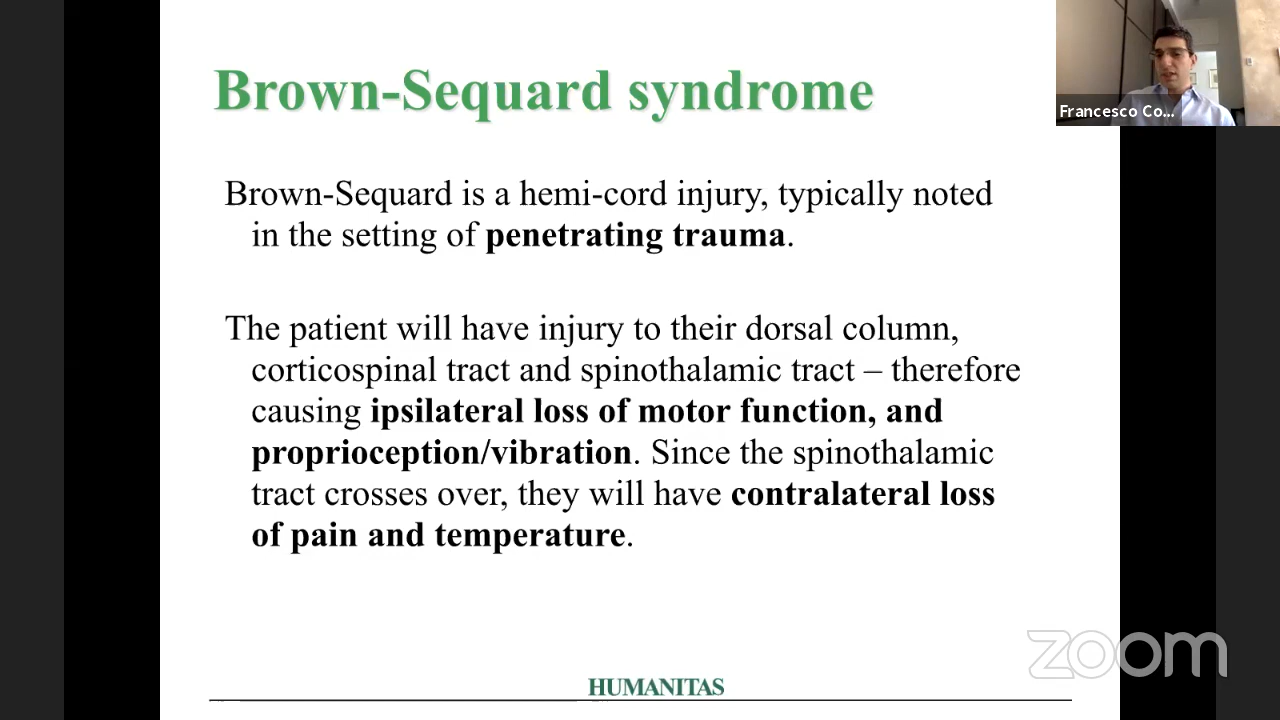 Brown-Sequard syndrome
Francesco Co...
Brown-Sequard is a hemi-cord injury, typically noted
in the setting of penetrating trauma.
The patient will have injury to their dorsal column,
corticospinal tract and spinothalamic tract – therefore
causing ipsilateral loss of motor function, and
proprioception/vibration. Since the spinothalamic
tract crosses over, they will have contralateral loss
of pain and temperature.
zoom
HUMANITAS